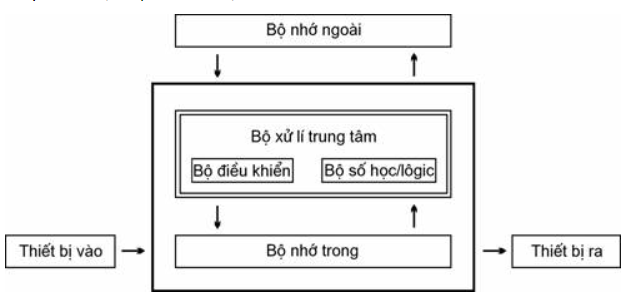 Bộ nhớ ngoài
Bộ xử lí trung tâm
Bộ điều khiển
Bộ số học/lôgic
Thiết bị vào
Bộ nhớ trong
Thiết bị ra